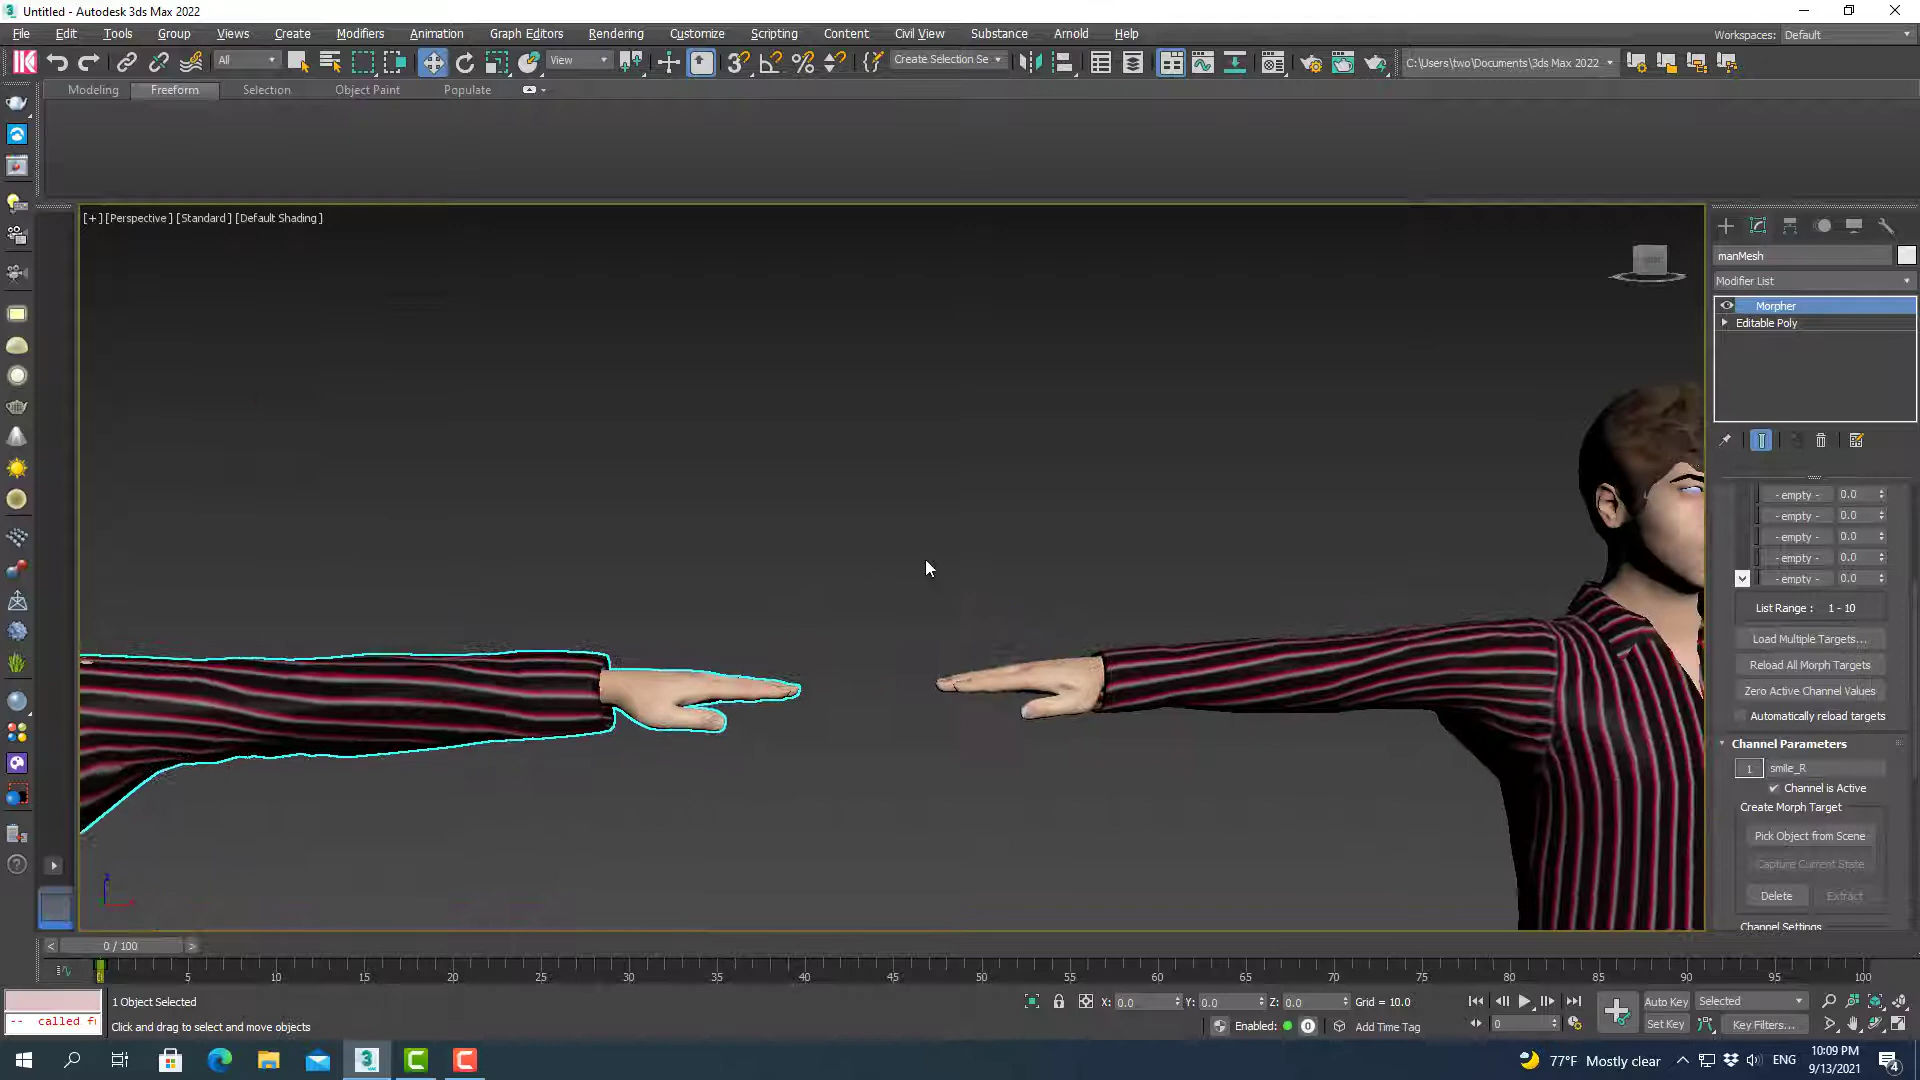 Untitled - Autodesk 3ds Max 2022
File Edit Tools Group Views Create Modifiers Animation Graph Editors Rendering Customize Scripting Content Civil View Substance Arnold Help
Workspaces: Default
All View Create Selection Se C:\Users\two\Documents\3ds Max 2022
Modeling Freeform Selection Object Paint Populate
[+] [Perspective] [Standard] [Default Shading]
manMesh
Modifier List
Morpher
Editable Poly
- empty - 0.0
- empty - 0.0
- empty - 0.0
- empty - 0.0
- empty - 0.0
List Range : 1 - 10
Load Multiple Targets...
Reload All Morph Targets
Zero Active Channel Values
Automatically reload targets
Channel Parameters
1 smile_R
Channel is Active
Create Morph Target
Pick Object from Scene
Capture Current State
Delete Extract
Channel Settings
< 0 / 100 >
0 5 10 15 20 25 30 35 40 45 50 55 60 65 70 75 80 85 90 95 100
1 Object Selected
X: 0.0 Y: 0.0 Z: 0.0 Grid = 10.0
Auto Key Selected
-- called f
Click and drag to select and move objects
Enabled: 0 Add Time Tag
0
Set Key Key Filters...
77°F Mostly clear
ENG
10:09 PM
9/13/2021
4